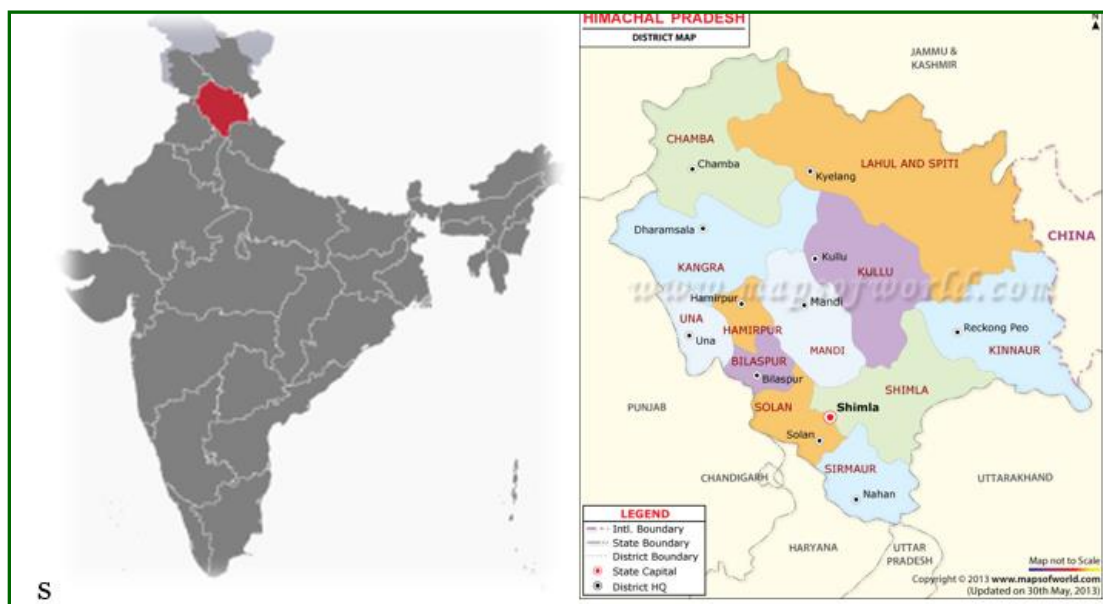 S
HIMACHAL PRADESH
DISTRICT MAP
N
JAMMU &
KASHMIR
CHAMBA
Chamba
LAHUL AND SPITI
Kyelang
Dharamsala
CHINA
Kullu
KANGRA
KULLU
www.mapsofworld.com
Hamirpur
Mandi
UNA
Una
HAMIRPUR
Reckong Peo
MANDI
KINNAUR
BILASPUR
Bilaspur
SHIMLA
PUNJAB
SOLAN
Shimla
Solan
SIRMAUR
CHANDIGARH
UTTARAKHAND
Nahan
LEGEND
Intl. Boundary
State Boundary
District Boundary
State Capital
District HQ
HARYANA
UTTAR
PRADESH
Map not to Scale
Copyright © 2013 www.mapsofworld.com
(Updated on 30th May, 2013)